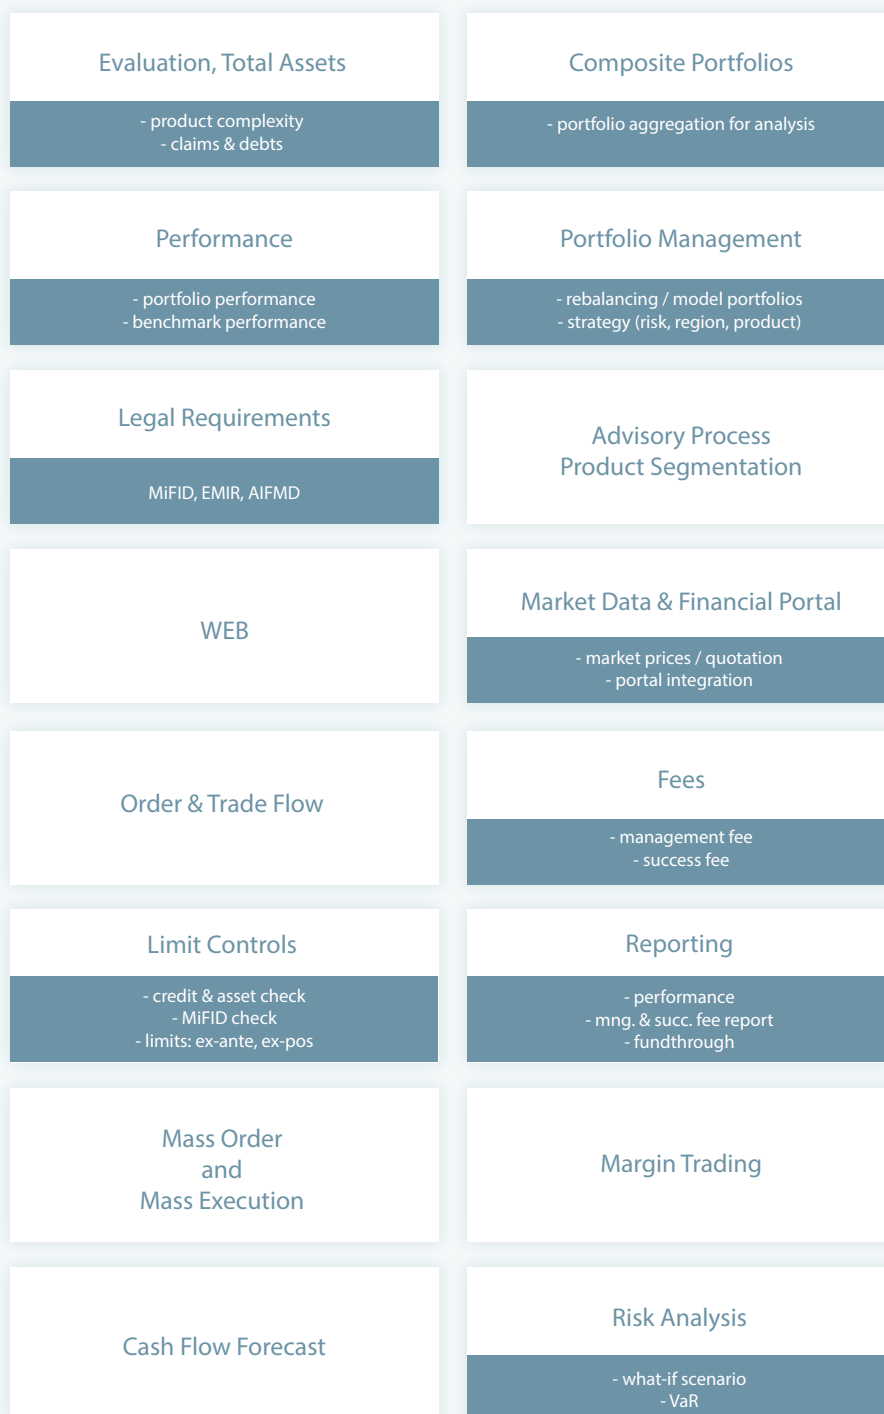 Evaluation, Total Assets
- product complexity
- claims & debts
Composite Portfolios
- portfolio aggregation for analysis
Performance
- portfolio performance
- benchmark performance
Portfolio Management
- rebalancing / model portfolios
- strategy (risk, region, product)
Legal Requirements
MiFID, EMIR, AIFMD
Advisory Process
Product Segmentation
WEB
Market Data & Financial Portal
- market prices / quotation
- portal integration
Order & Trade Flow
Fees
- management fee
- success fee
Limit Controls
- credit & asset check
- MiFID check
- limits: ex-ante, ex-pos
Reporting
- performance
- mng. & succ. fee report
- fundthrough
Mass Order
and
Mass Execution
Margin Trading
Cash Flow Forecast
Risk Analysis
- what-if scenario
- VaR